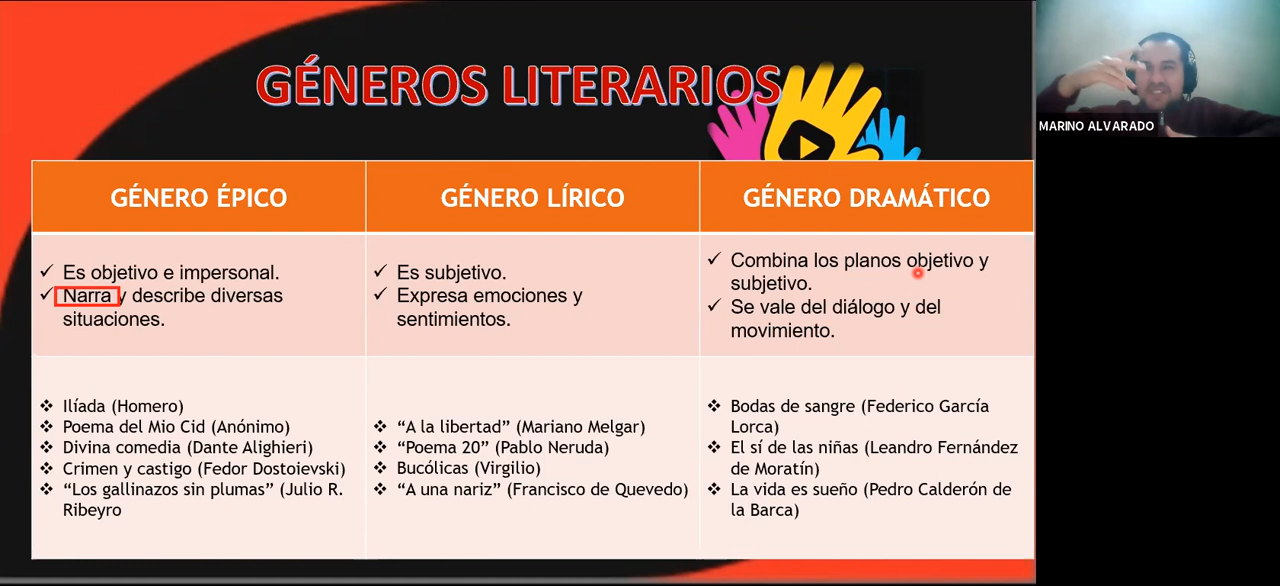 GÉNEROS LITERARIOS
MARINO ALVARADO
GÉNERO ÉPICO
GÉNERO LÍRICO
GÉNERO DRAMÁTICO
✓ Es objetivo e impersonal.
✓ Narra y describe diversas
situaciones.
✓ Es subjetivo.
✓ Expresa emociones y
sentimientos.
✓ Combina los planos objetivo y
subjetivo.
✓ Se vale del diálogo y del
movimiento.
❖ Ilíada (Homero)
❖ Poema del Mio Cid (Anónimo)
❖ Divina comedia (Dante Alighieri)
❖ Crimen y castigo (Fedor Dostoievski)
❖ “Los gallinazos sin plumas” (Julio R.
Ribeyro
❖ “A la libertad” (Mariano Melgar)
❖ “Poema 20” (Pablo Neruda)
❖ Bucólicas (Virgilio)
❖ “A una nariz” (Francisco de Quevedo)
❖ Bodas de sangre (Federico García
Lorca)
❖ El sí de las niñas (Leandro Fernández
de Moratín)
❖ La vida es sueño (Pedro Calderón de
la Barca)